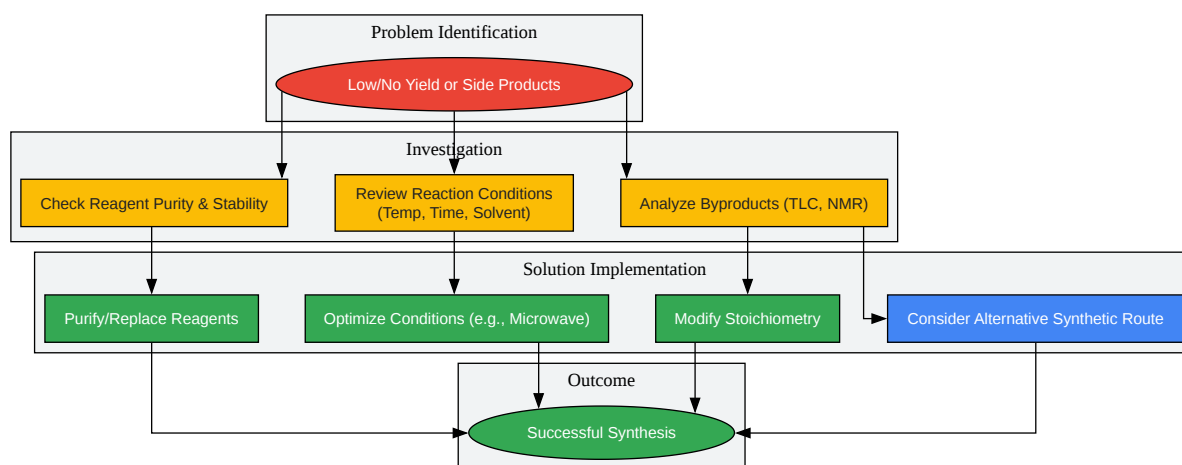 Problem Identification
Low/No Yield or Side Products
Investigation
Check Reagent Purity & Stability
Review Reaction Conditions
(Temp, Time, Solvent)
Analyze Byproducts (TLC, NMR)
Solution Implementation
Purify/Replace Reagents
Optimize Conditions (e.g., Microwave)
Modify Stoichiometry
Consider Alternative Synthetic Route
Outcome
Successful Synthesis